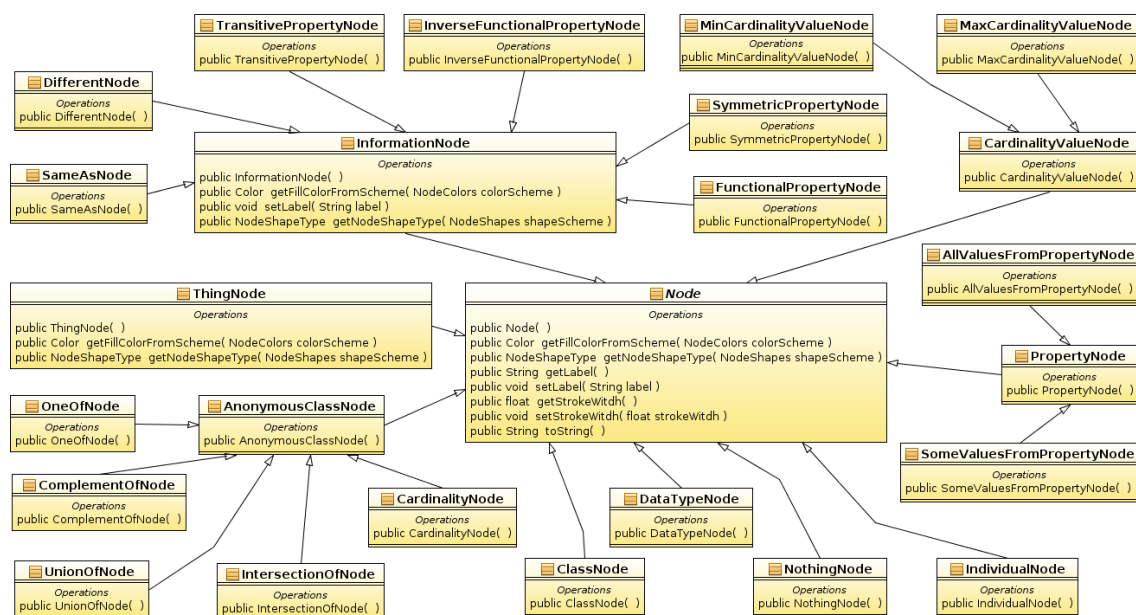 TransitivePropertyNode
Operations
public TransitivePropertyNode(  )
InverseFunctionalPropertyNode
Operations
public InverseFunctionalPropertyNode(  )
MinCardinalityValueNode
Operations
public MinCardinalityValueNode(  )
MaxCardinalityValueNode
Operations
public MaxCardinalityValueNode(  )
DifferentNode
Operations
public DifferentNode(  )
SymmetricPropertyNode
Operations
public SymmetricPropertyNode(  )
InformationNode
Operations
public InformationNode(  )
public Color  getFillColorFromScheme( NodeColors colorScheme )
public void  setLabel( String label )
public NodeShapeType  getNodeShapeType( NodeShapes shapeScheme )
CardinalityValueNode
Operations
public CardinalityValueNode(  )
SameAsNode
Operations
public SameAsNode(  )
FunctionalPropertyNode
Operations
public FunctionalPropertyNode(  )
AllValuesFromPropertyNode
Operations
public AllValuesFromPropertyNode(  )
ThingNode
Operations
public ThingNode(  )
public Color  getFillColorFromScheme( NodeColors colorScheme )
public NodeShapeType  getNodeShapeType( NodeShapes shapeScheme )
Node
Operations
public Node(  )
public Color  getFillColorFromScheme( NodeColors colorScheme )
public NodeShapeType  getNodeShapeType( NodeShapes shapeScheme )
public String  getLabel(  )
public void  setLabel( String label )
public float  getStrokeWitdh(  )
public void  setStrokeWitdh( float strokeWitdh )
public String  toString(  )
PropertyNode
Operations
public PropertyNode(  )
OneOfNode
Operations
public OneOfNode(  )
AnonymousClassNode
Operations
public AnonymousClassNode(  )
SomeValuesFromPropertyNode
Operations
public SomeValuesFromPropertyNode(  )
ComplementOfNode
Operations
public ComplementOfNode(  )
CardinalityNode
Operations
public CardinalityNode(  )
DataTypeNode
Operations
public DataTypeNode(  )
UnionOfNode
Operations
public UnionOfNode(  )
IntersectionOfNode
Operations
public IntersectionOfNode(  )
ClassNode
Operations
public ClassNode(  )
NothingNode
Operations
public NothingNode(  )
IndividualNode
Operations
public IndividualNode(  )